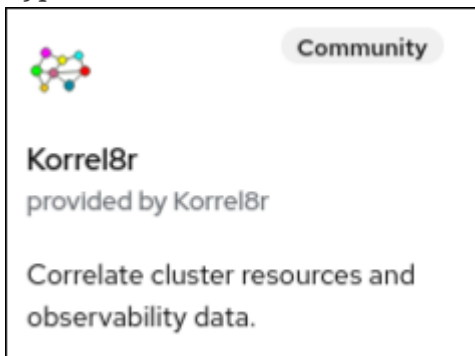 Community
Korrel8r
provided by Korrel8r
Correlate cluster resources and
observability data.